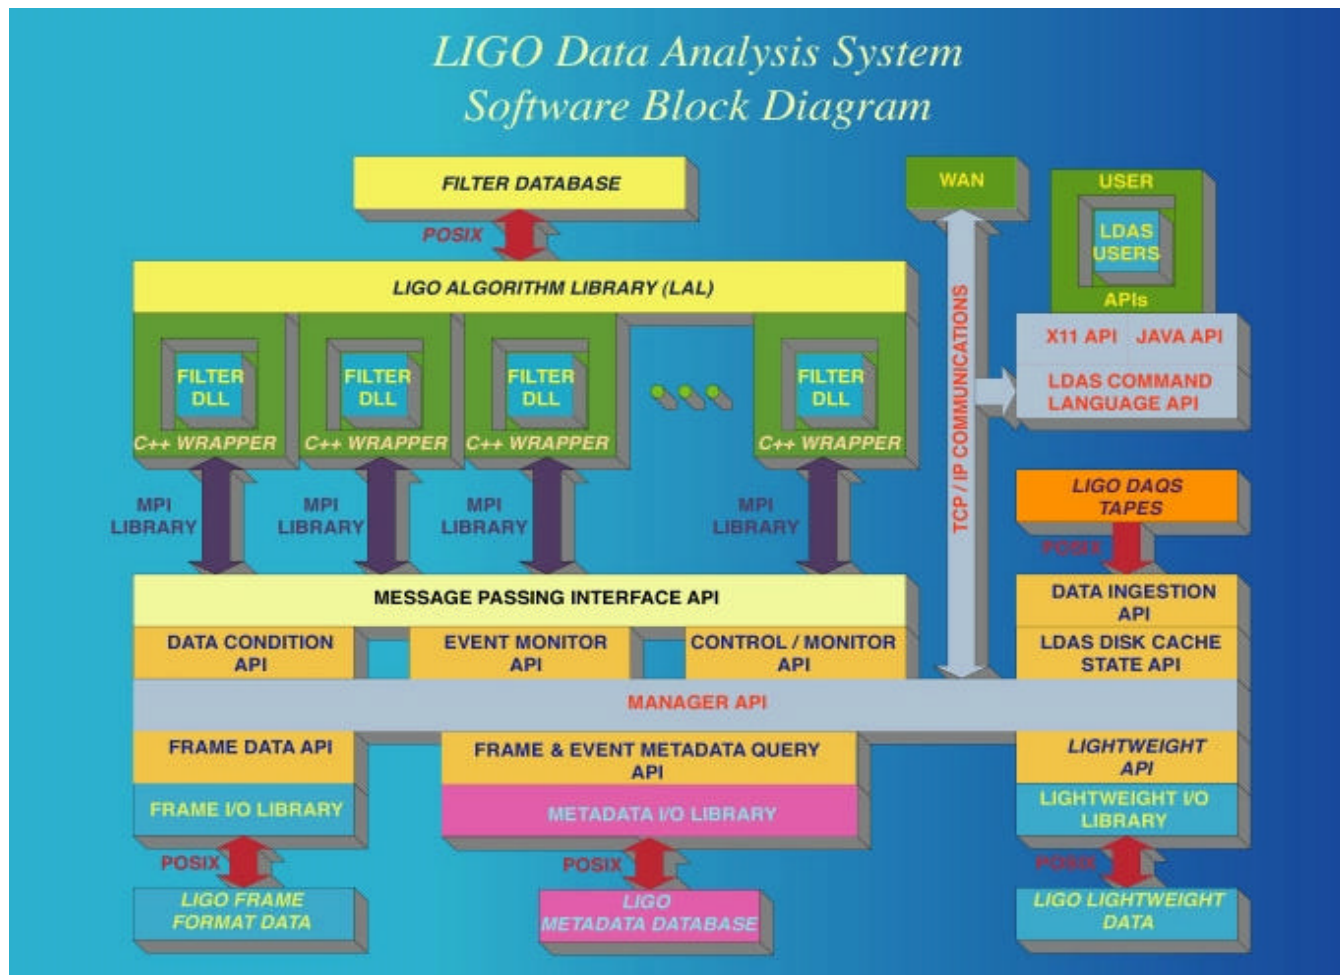 LIGO Data Analysis System
Software Block Diagram
FILTER DATABASE
WAN
USER
LDAS
USERS
APIs
POSIX
LIGO ALGORITHM LIBRARY (LAL)
X11 API
JAVA API
LDAS COMMAND
LANGUAGE API
FILTER
DLL
C++ WRAPPER
FILTER
DLL
C++ WRAPPER
FILTER
DLL
C++ WRAPPER
FILTER
DLL
C++ WRAPPER
TCP / IP COMMUNICATIONS
MPI
LIBRARY
MPI
LIBRARY
MPI
LIBRARY
MPI
LIBRARY
LIGO DAQS
TAPES
POSIX
MESSAGE PASSING INTERFACE API
DATA INGESTION
API
DATA CONDITION
API
EVENT MONITOR
API
CONTROL / MONITOR
API
LDAS DISK CACHE
STATE API
MANAGER API
FRAME DATA API
FRAME & EVENT METADATA QUERY
API
LIGHTWEIGHT
API
FRAME I/O LIBRARY
METADATA I/O LIBRARY
LIGHTWEIGHT I/O
LIBRARY
POSIX
POSIX
POSIX
LIGO FRAME
FORMAT DATA
LIGO
METADATA DATABASE
LIGO LIGHTWEIGHT
DATA